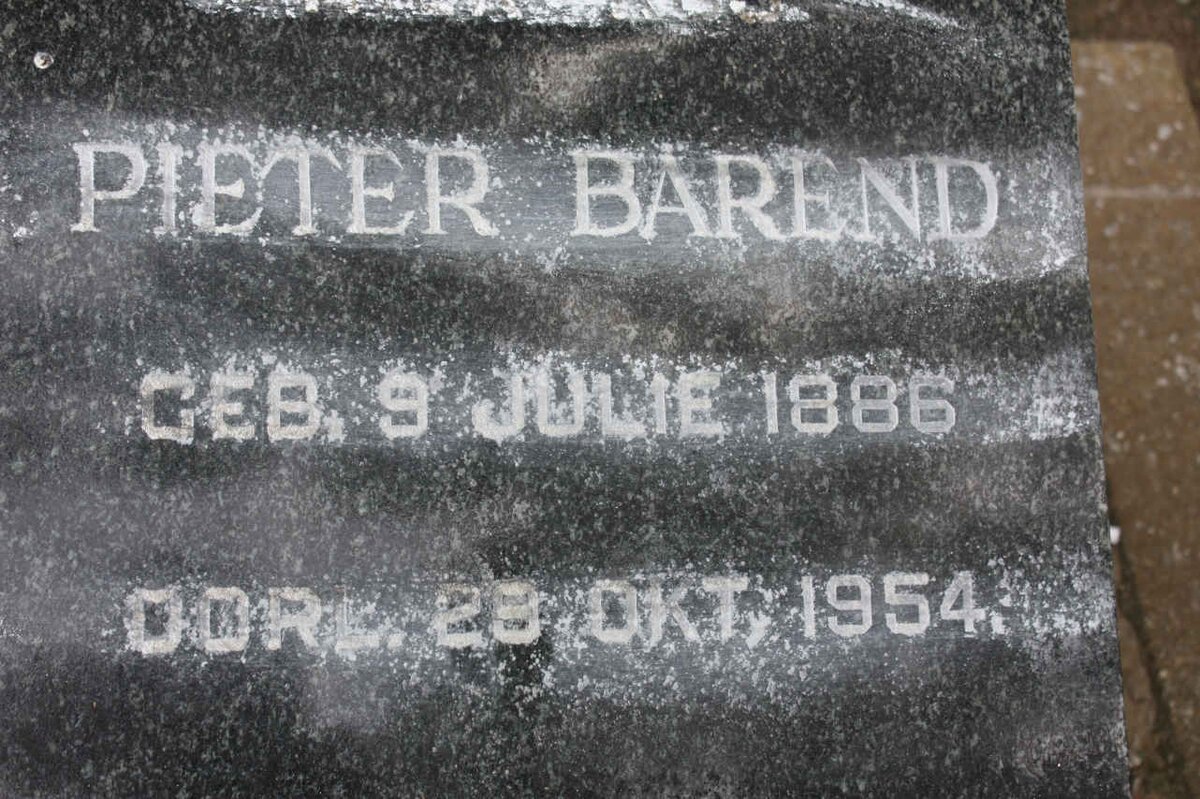 PIETER BAREND
GEB. 9 JULIE 1886
OORL. 29 OKT, 1954.